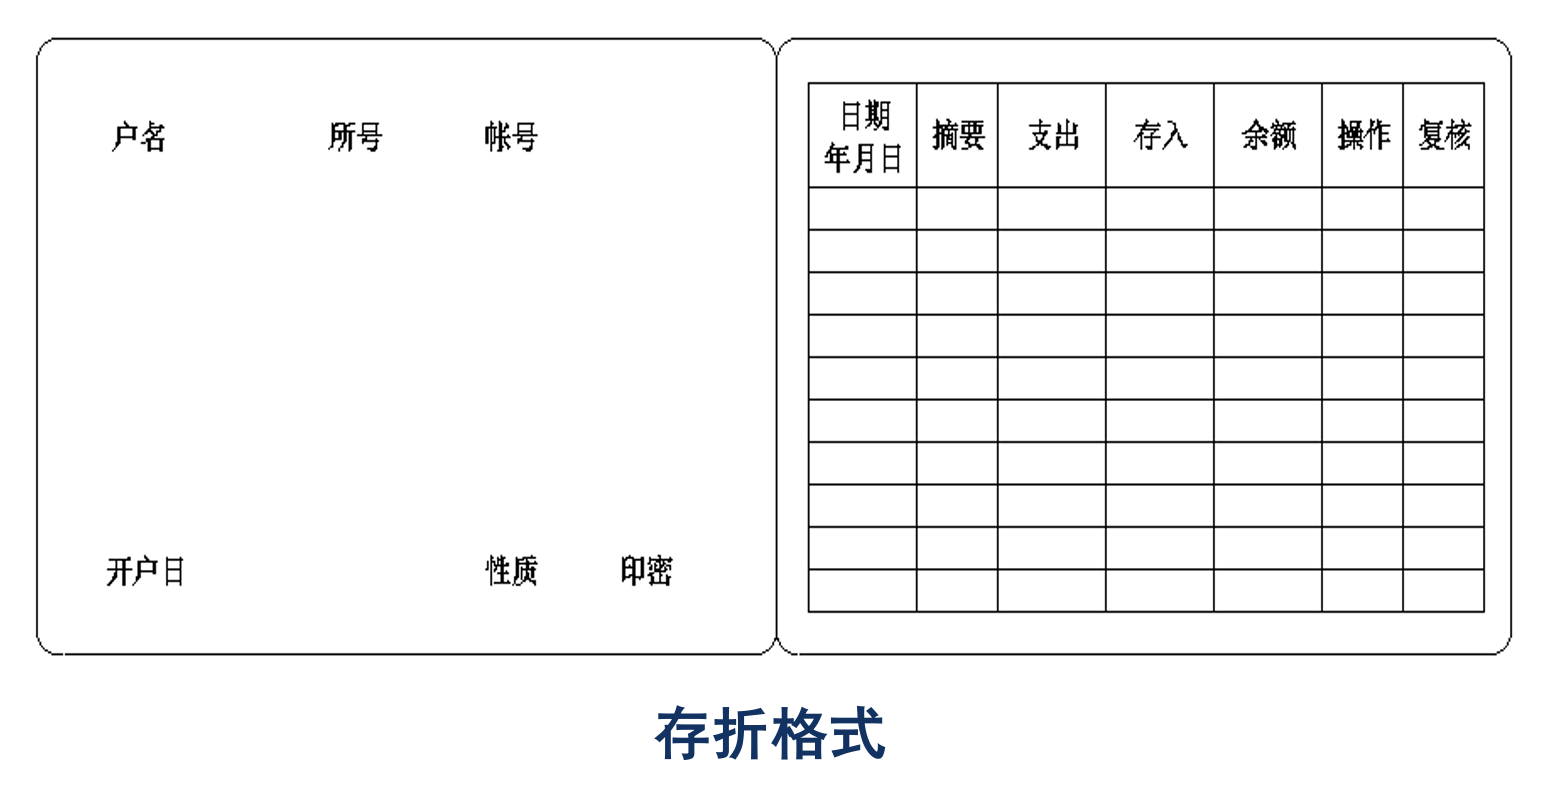 户名 所号 帐号
开户日 性质 印密
日期
年月日 摘要 支出 存入 余额 操作 复核
存折格式